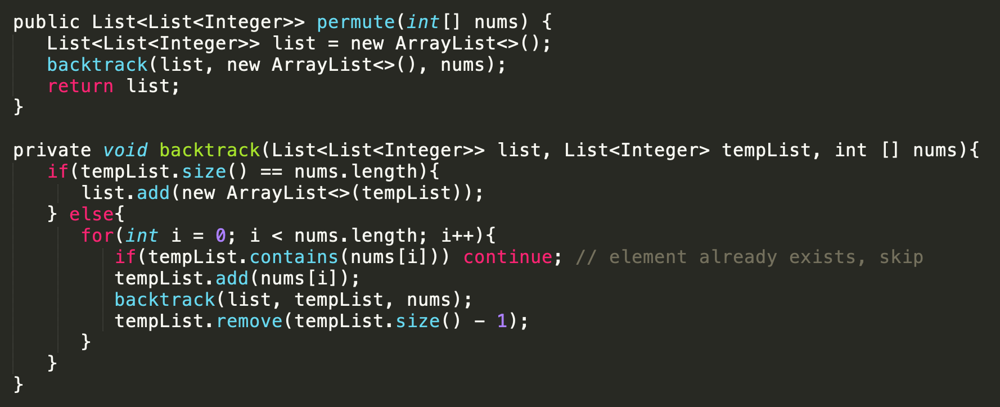 public List<List<Integer>> permute(int[] nums) {
   List<List<Integer>> list = new ArrayList<>();
   backtrack(list, new ArrayList<>(), nums);
   return list;
}

private void backtrack(List<List<Integer>> list, List<Integer> tempList, int [] nums){
   if(tempList.size() == nums.length){
      list.add(new ArrayList<>(tempList));
   } else{
      for(int i = 0; i < nums.length; i++){
         if(tempList.contains(nums[i])) continue; // element already exists, skip
         tempList.add(nums[i]);
         backtrack(list, tempList, nums);
         tempList.remove(tempList.size() - 1);
      }
   }
}